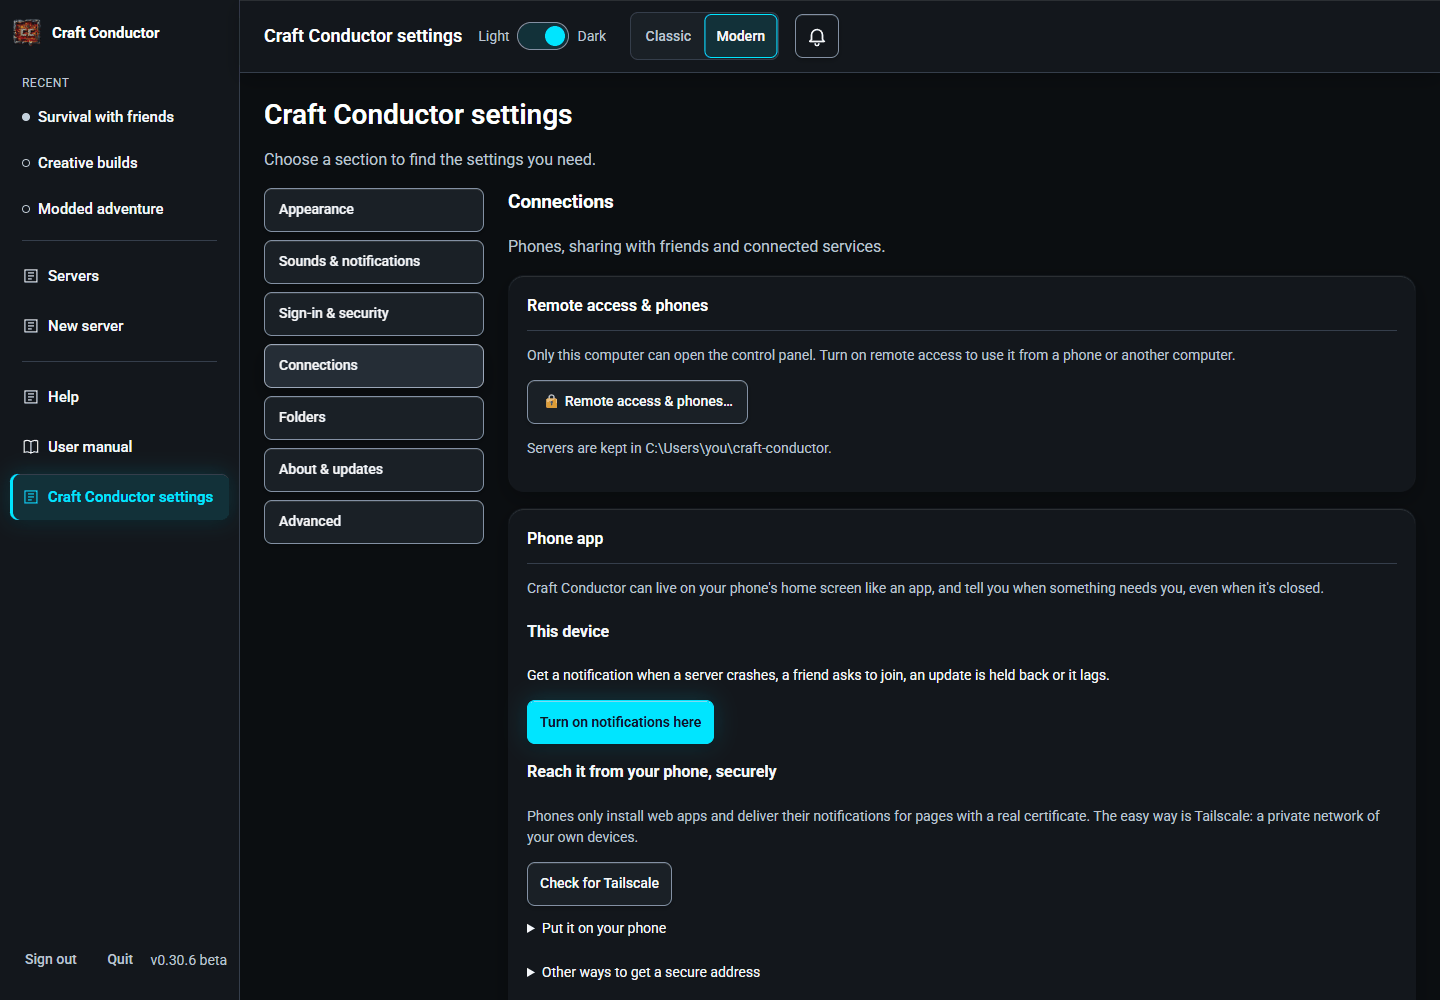 Craft Conductor
RECENT
Survival with friends
Creative builds
Modded adventure
Servers
New server
Help
User manual
Craft Conductor settings
Sign out Quit v0.30.6 beta
Craft Conductor settings Light Dark Classic Modern
Craft Conductor settings
Choose a section to find the settings you need.
Appearance
Sounds & notifications
Sign-in & security
Connections
Folders
About & updates
Advanced
Connections
Phones, sharing with friends and connected services.
Remote access & phones
Only this computer can open the control panel. Turn on remote access to use it from a phone or another computer.
Remote access & phones...
Servers are kept in C:\Users\you\craft-conductor.
Phone app
Craft Conductor can live on your phone's home screen like an app, and tell you when something needs you, even when it's closed.
This device
Get a notification when a server crashes, a friend asks to join, an update is held back or it lags.
Turn on notifications here
Reach it from your phone, securely
Phones only install web apps and deliver their notifications for pages with a real certificate. The easy way is Tailscale: a private network of
your own devices.
Check for Tailscale
Put it on your phone
Other ways to get a secure address